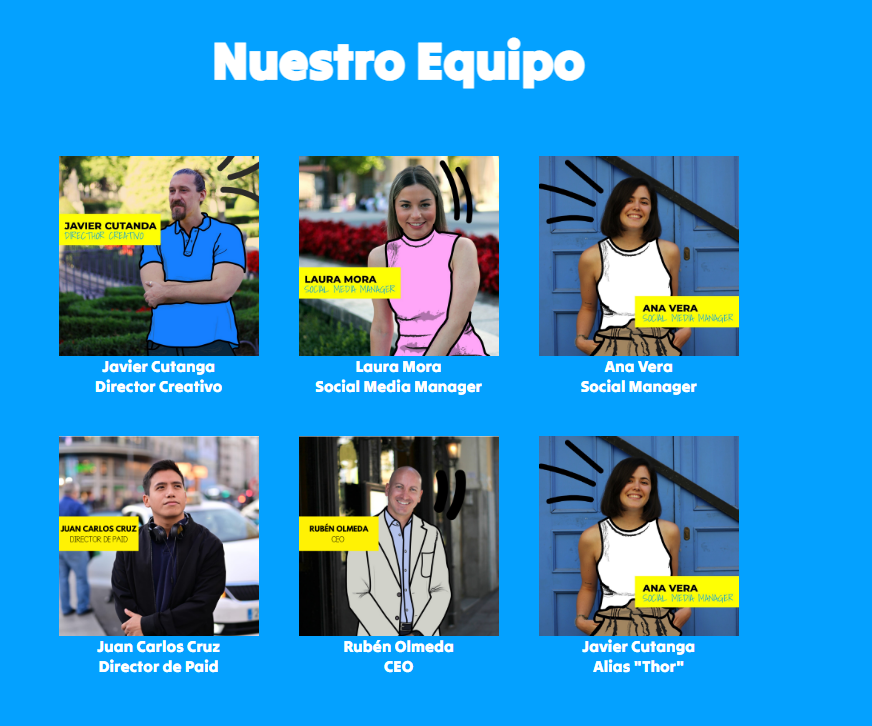 Nuestro Equipo
JAVIER CUTANDA
DIRECTHOR CREATIVO
LAURA MORA
SOCIAL MEDIA MANAGER
ANA VERA
SOCIAL MEDIA MANAGER
Javier Cutanga
Director Creativo
Laura Mora
Social Media Manager
Ana Vera
Social Manager
JUAN CARLOS CRUZ
DIRECTOR DE PAID
RUBÉN OLMEDA
CEO
ANA VERA
SOCIAL MEDIA MANAGER
Juan Carlos Cruz
Director de Paid
Rubén Olmeda
CEO
Javier Cutanga
Alias "Thor"